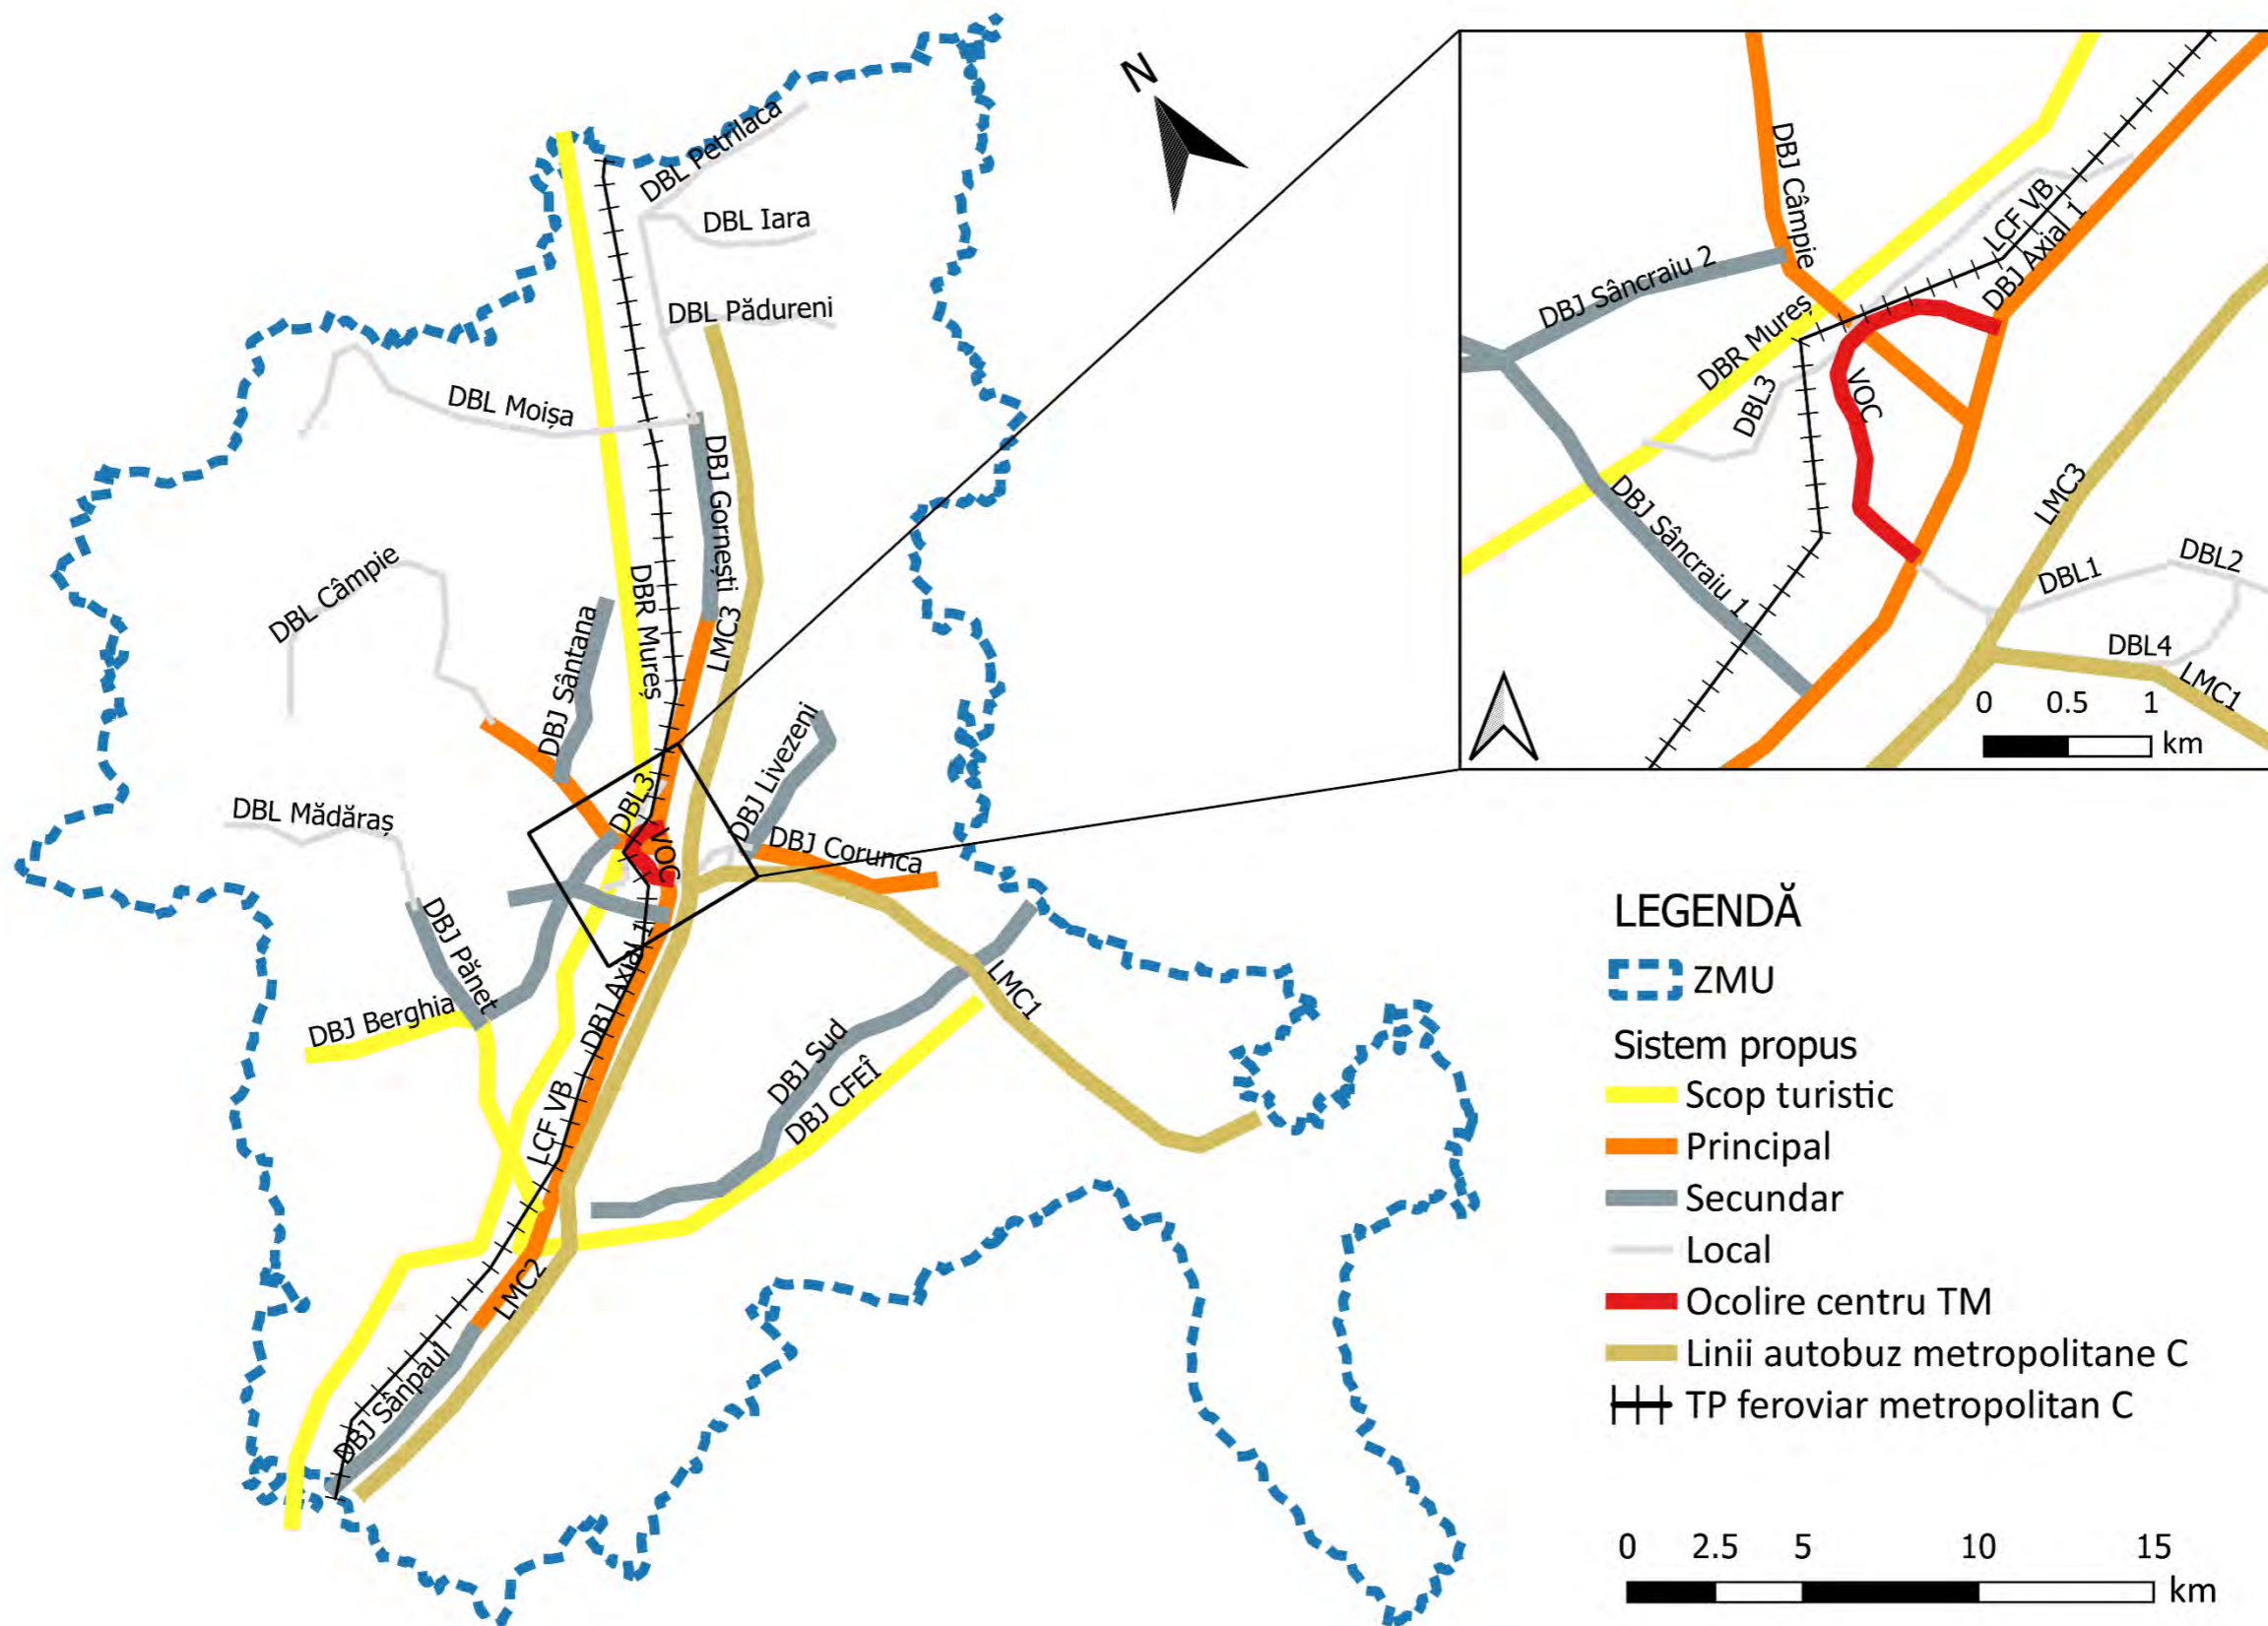 N
DBL Petrilaca
DBL Iara
DBL Pădureni
DBL Moișa
DBJ Gornești
DBL Câmpie
DBR Mureș
LMC3
DBJ Sântana
DBJ Livezeni
DBL3
DBL Mădăraș
VOC
DBJ Corunca
DBJ Pănet
DBJ Axial 1
LMC1
DBJ Berghia
DBJ Sud
DBJ CFEÎ
LCF VB
LMC2
DBJ Sânpaul
DBJ Câmpie
LCF VB
DBJ Sâncraiu 2
DBJ Axial 1
DBR Mureș
DBL3
VOC
LMC3
DBJ Sâncraiu 1
DBL1
DBL2
DBL4
LMC1
0 0.5 1
km
LEGENDĂ
ZMU
Sistem propus
Scop turistic
Principal
Secundar
Local
Ocolire centru TM
Linii autobuz metropolitane C
TP feroviar metropolitan C
0 2.5 5 10 15
km